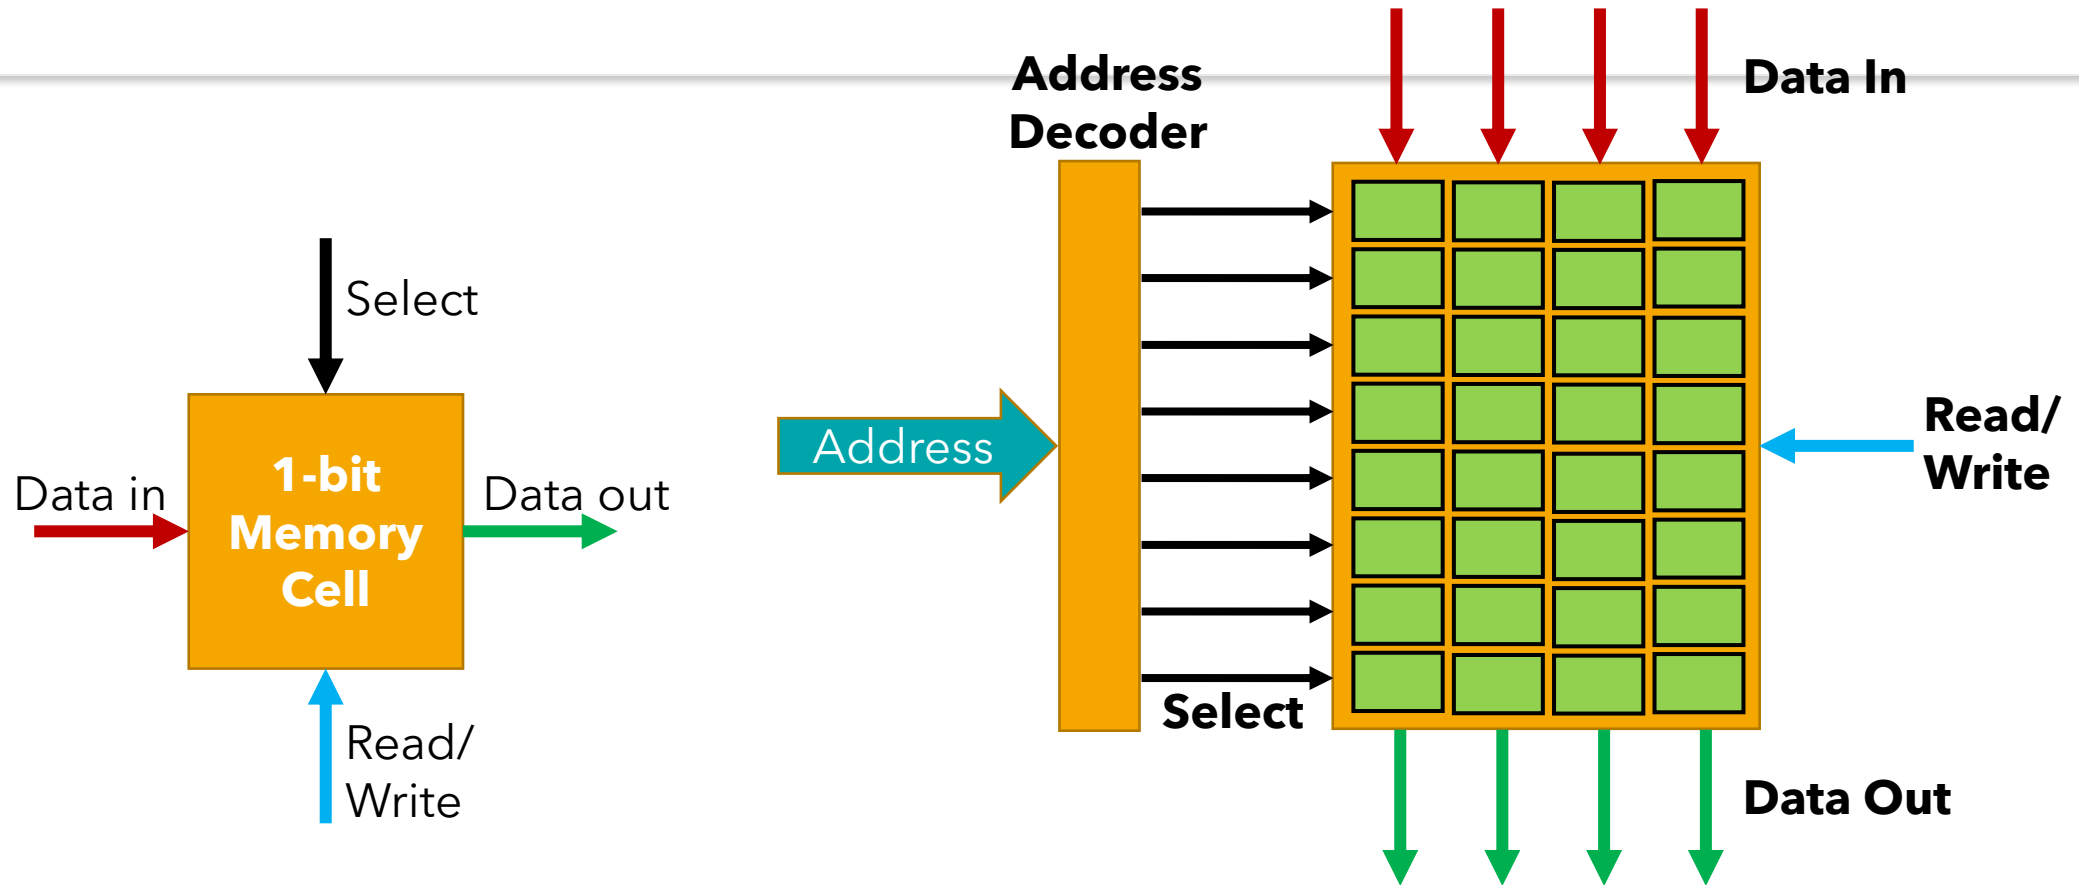 Select
Data in
1-bit
Memory
Cell
Data out
Read/
Write
Address
Decoder
Data In
Address
Read/
Write
Select
Data Out